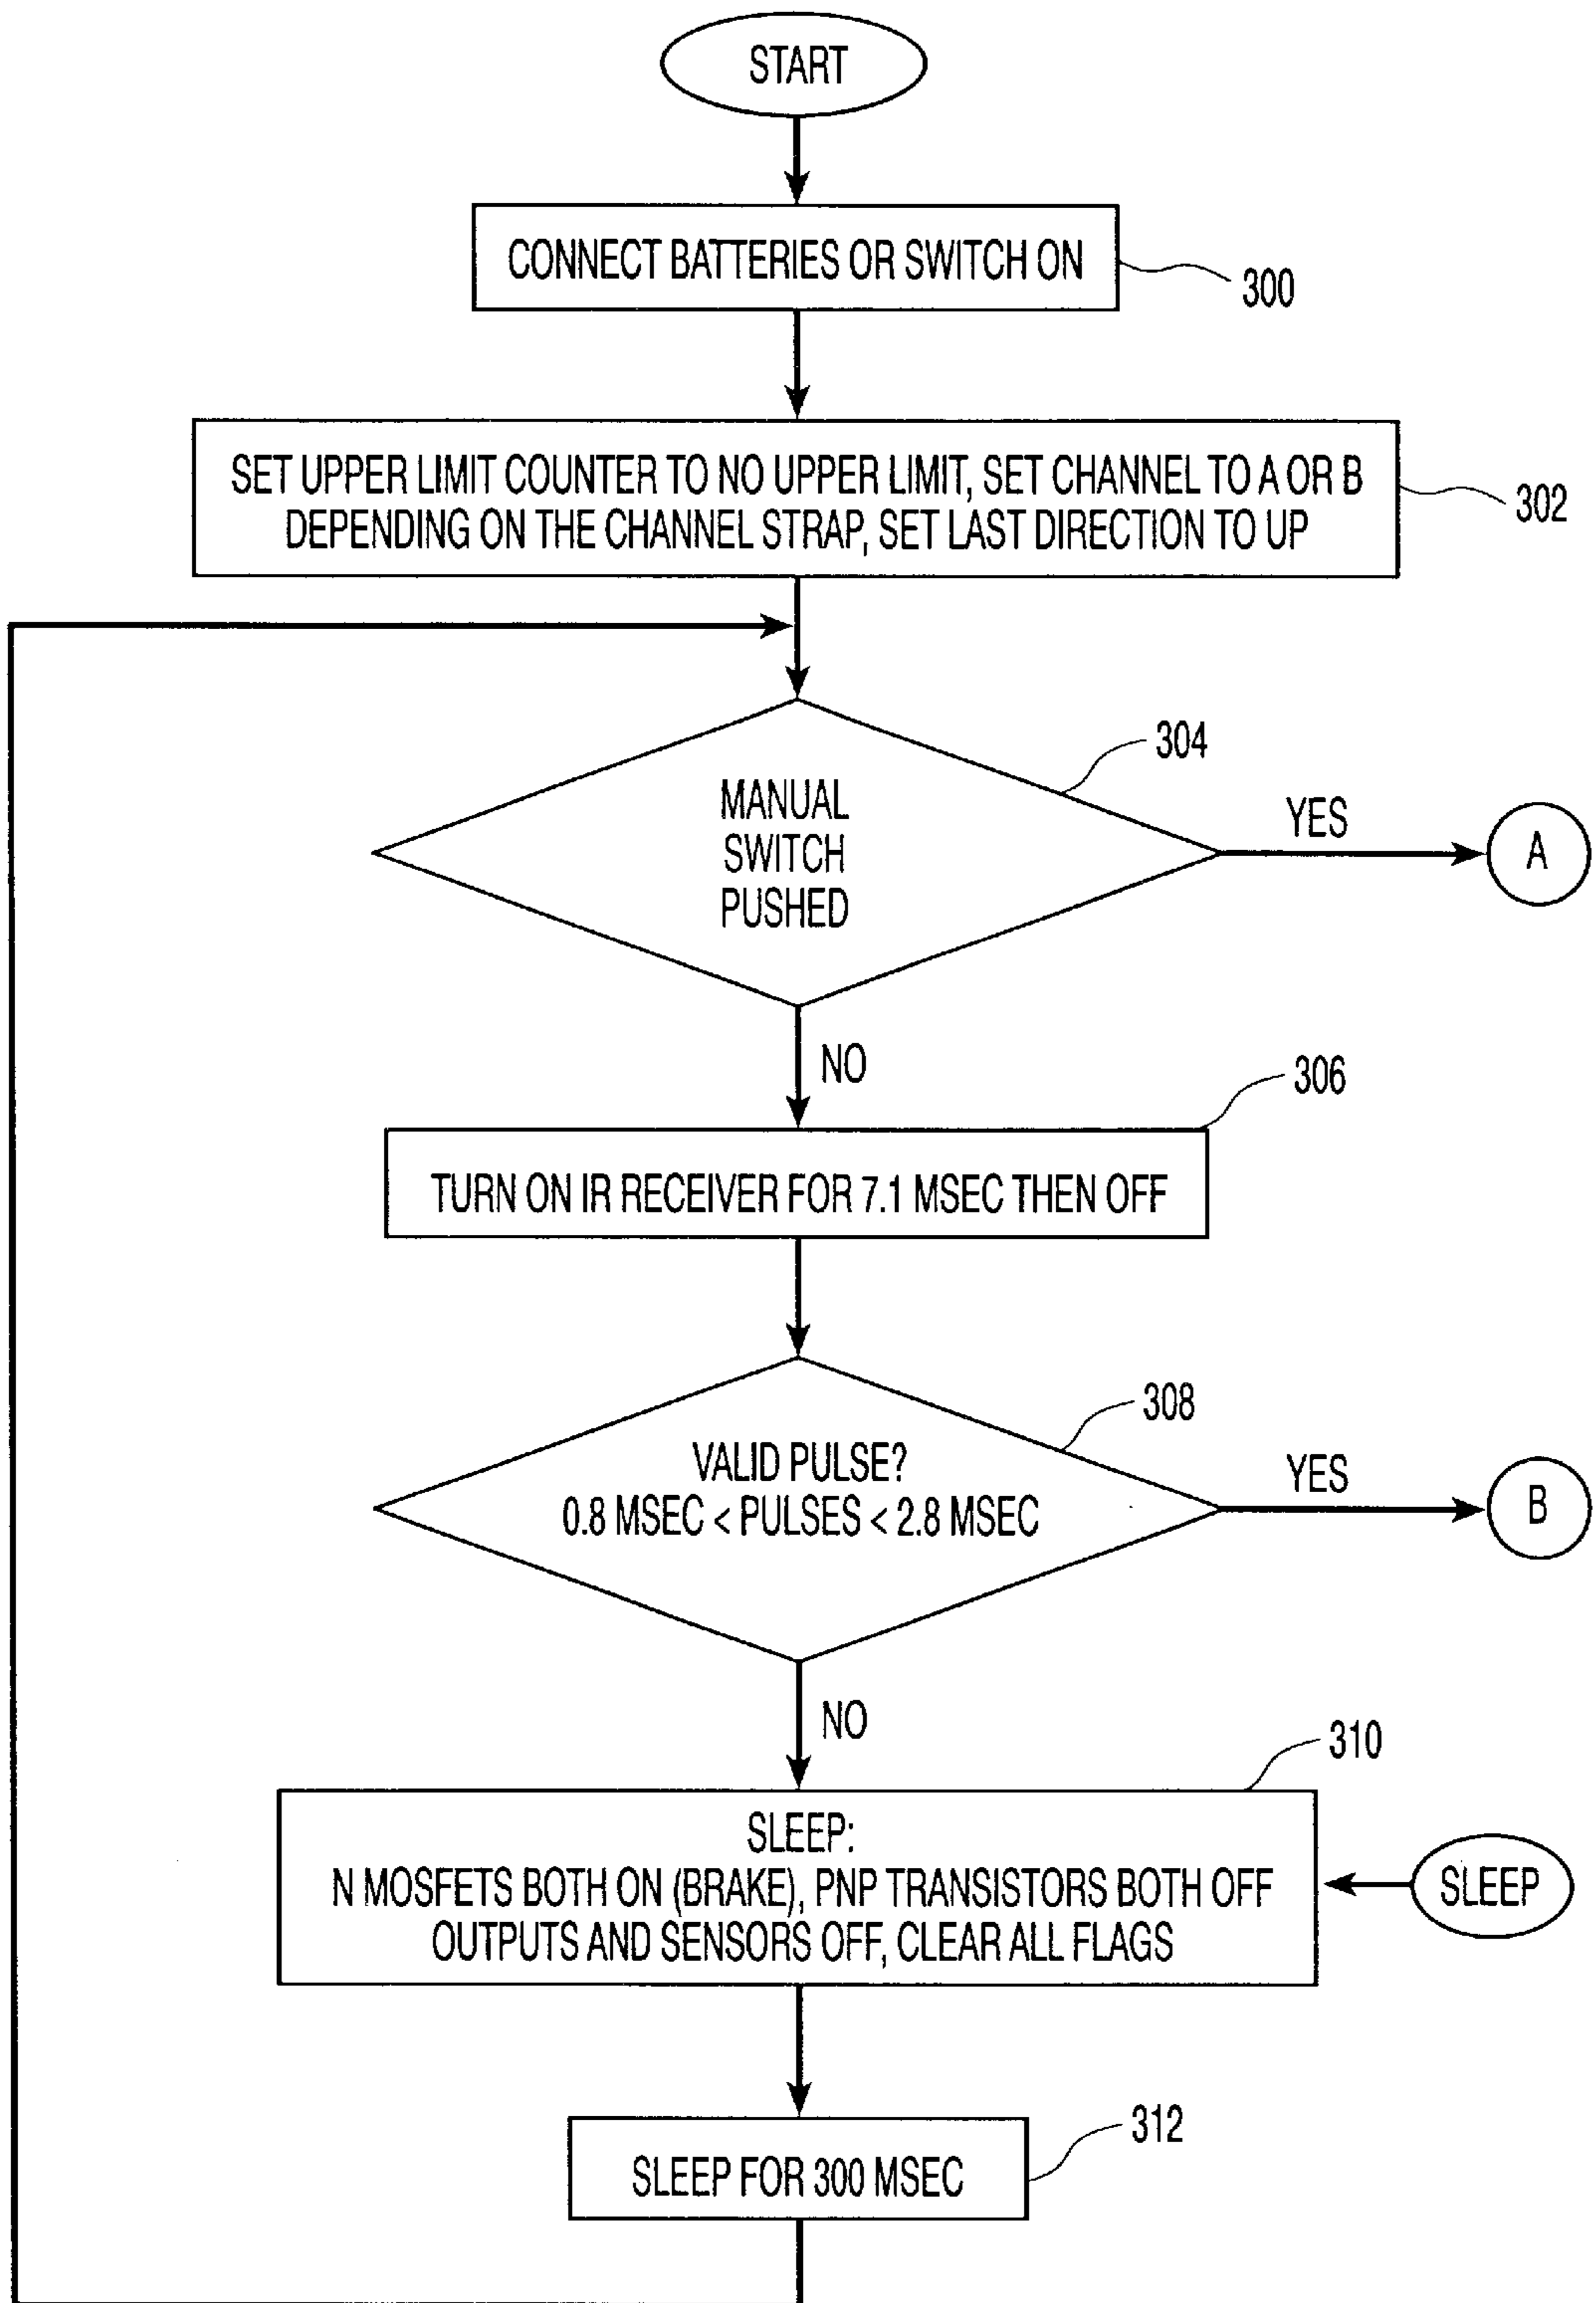 START
CONNECT BATTERIES OR SWITCH ON
300
SET UPPER LIMIT COUNTER TO NO UPPER LIMIT, SET CHANNEL TO A OR B
DEPENDING ON THE CHANNEL STRAP, SET LAST DIRECTION TO UP
302
304
MANUAL
SWITCH
PUSHED
YES
A
NO
306
TURN ON IR RECEIVER FOR 7.1 MSEC THEN OFF
308
VALID PULSE?
0.8 MSEC < PULSES < 2.8 MSEC
YES
B
NO
310
SLEEP:
N MOSFETS BOTH ON (BRAKE), PNP TRANSISTORS BOTH OFF
OUTPUTS AND SENSORS OFF, CLEAR ALL FLAGS
SLEEP
312
SLEEP FOR 300 MSEC